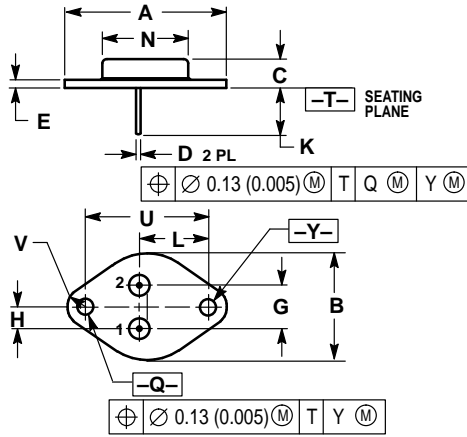 A
N
C
E
–T– SEATING PLANE
K
D 2 PL
⌖ ∅ 0.13 (0.005) Ⓜ T Q Ⓜ Y Ⓜ
U
V
L
–Y–
2
H
G
B
1
–Q–
⌖ ∅ 0.13 (0.005) Ⓜ T Y Ⓜ